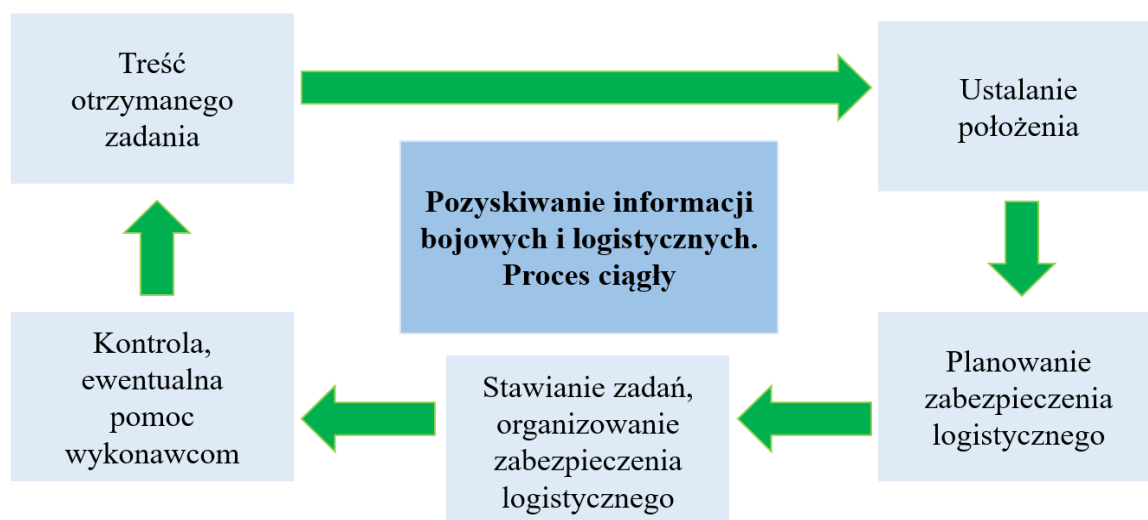 Treść
otrzymanego
zadania
Ustalanie
położenia
Pozyskiwanie informacji
bojowych i logistycznych.
Proces ciągły
Kontrola,
ewentualna
pomoc
wykonawcom
Stawianie zadań,
organizowanie
zabezpieczenia
logistycznego
Planowanie
zabezpieczenia
logistycznego